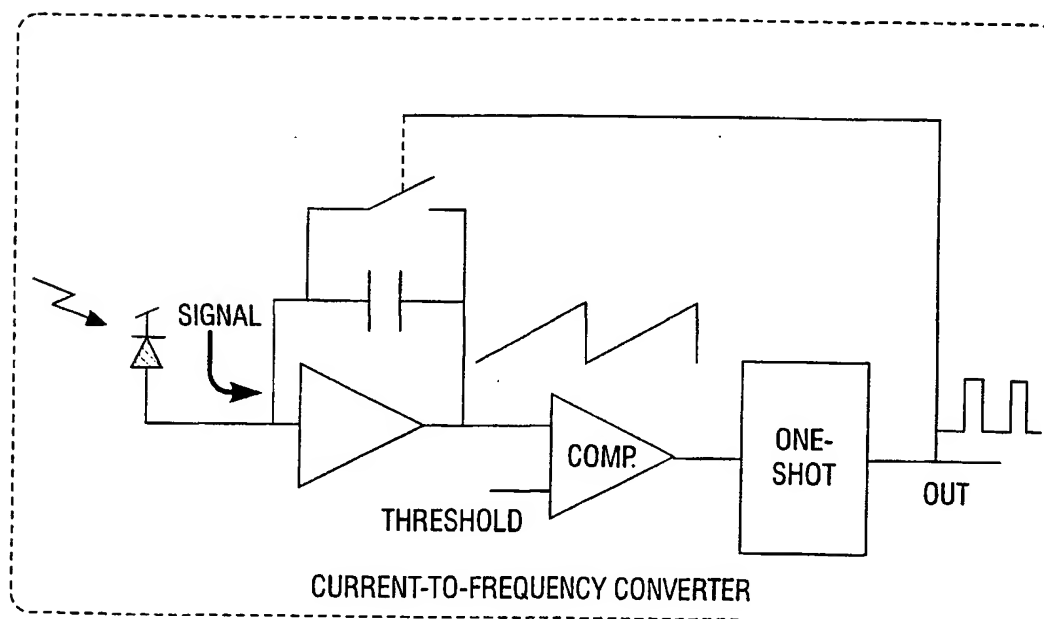 SIGNAL
COMP.
THRESHOLD
ONE-
SHOT
OUT
CURRENT-TO-FREQUENCY CONVERTER